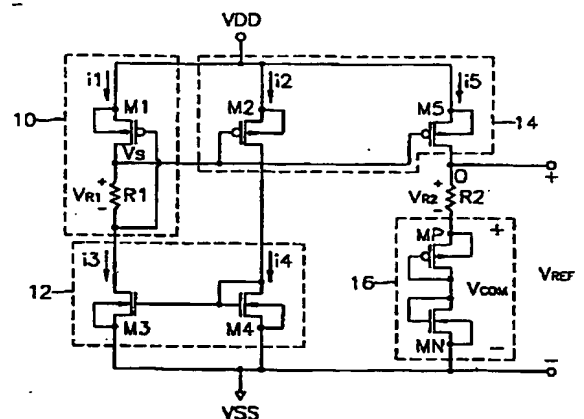 VDD
i1 i2 i5
M1 M2 M5
10 14
Vs
O +
VR1 + - R1
VR2 + - R2
i3 i4
MP +
12 16 VCOM VREF
M3 M4
MN -
-
VSS